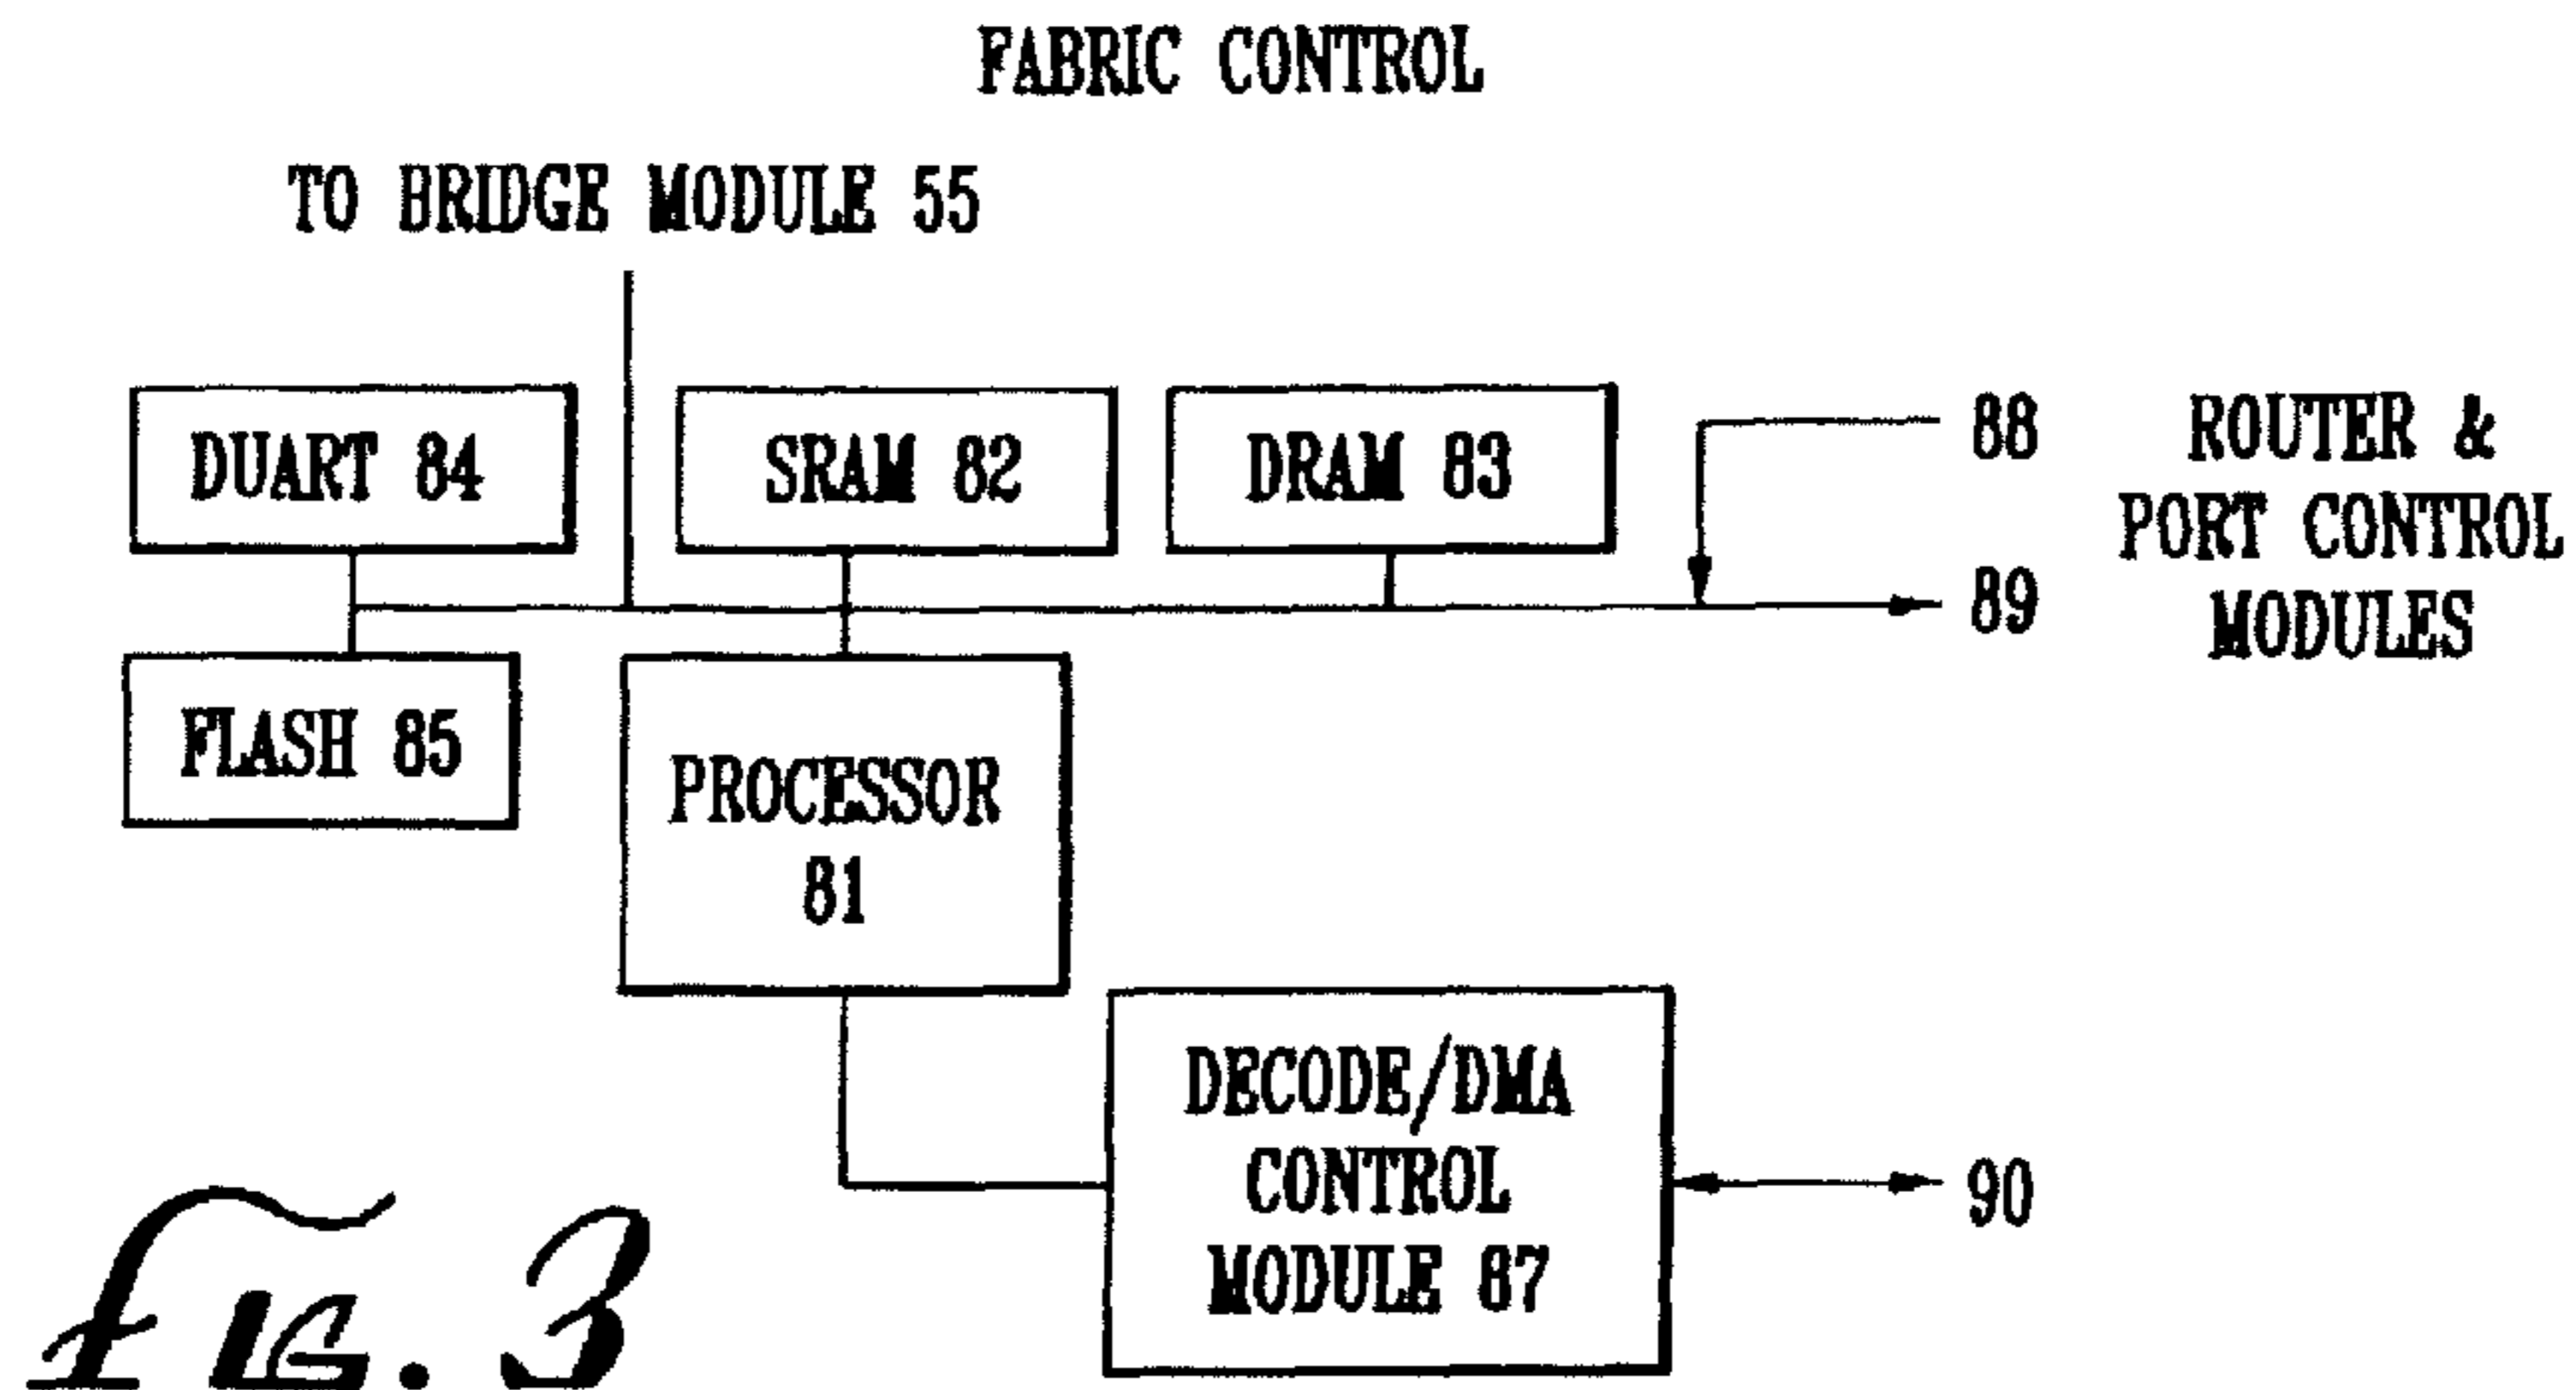 FABRIC CONTROL
TO BRIDGE MODULE 55
DUART 84
SRAM 82
DRAM 83
88
ROUTER &
PORT CONTROL
MODULES
89
FLASH 85
PROCESSOR
81
DECODE/DMA
CONTROL
MODULE 87
90
FIG. 3